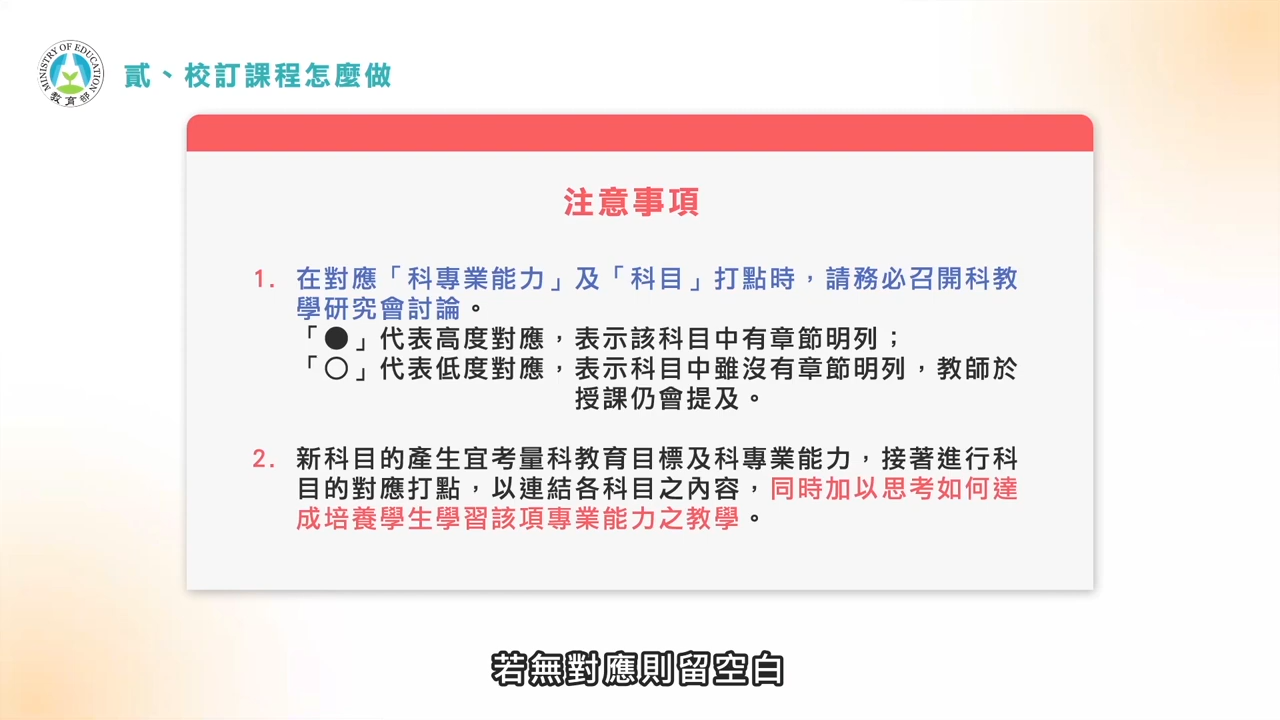 MINISTRY OF EDUCATION
教育部
貳、校訂課程怎麼做
注意事項
1. 在對應「科專業能力」及「科目」打點時，請務必召開科教
學研究會討論。
「●」代表高度對應，表示該科目中有章節明列；
「○」代表低度對應，表示科目中雖沒有章節明列，教師於
授課仍會提及。
2. 新科目的產生宜考量科教育目標及科專業能力，接著進行科
目的對應打點，以連結各科目之內容，同時加以思考如何達
成培養學生學習該項專業能力之教學。
若無對應則留空白